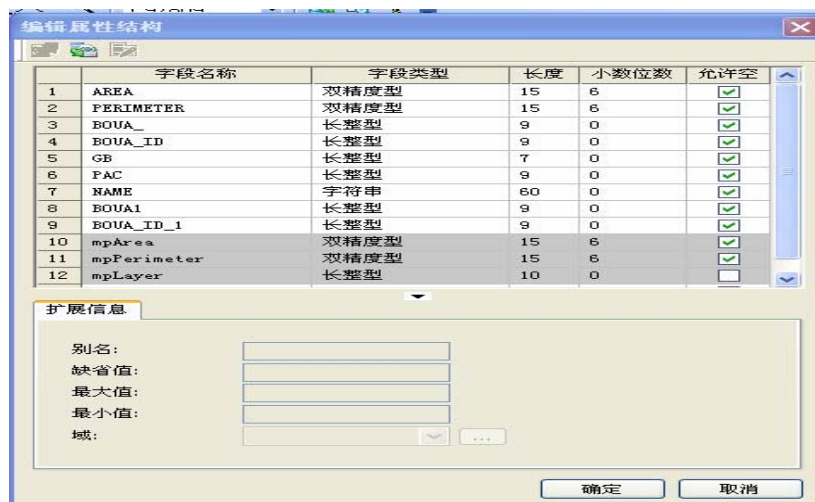 编辑属性结构
字段名称 字段类型 长度 小数位数 允许空
1 AREA 双精度型 15 6
2 PERIMETER 双精度型 15 6
3 BOUA_ 长整型 9 0
4 BOUA_ID 长整型 9 0
5 GB 长整型 7 0
6 PAC 长整型 9 0
7 NAME 字符串 60 0
8 BOUA1 长整型 9 0
9 BOUA_ID_1 长整型 9 0
10 mpArea 双精度型 15 6
11 mpPerimeter 双精度型 15 6
12 mpLayer 长整型 10 0
扩展信息
别名:
缺省值:
最大值:
最小值:
域: ...
确定 取消